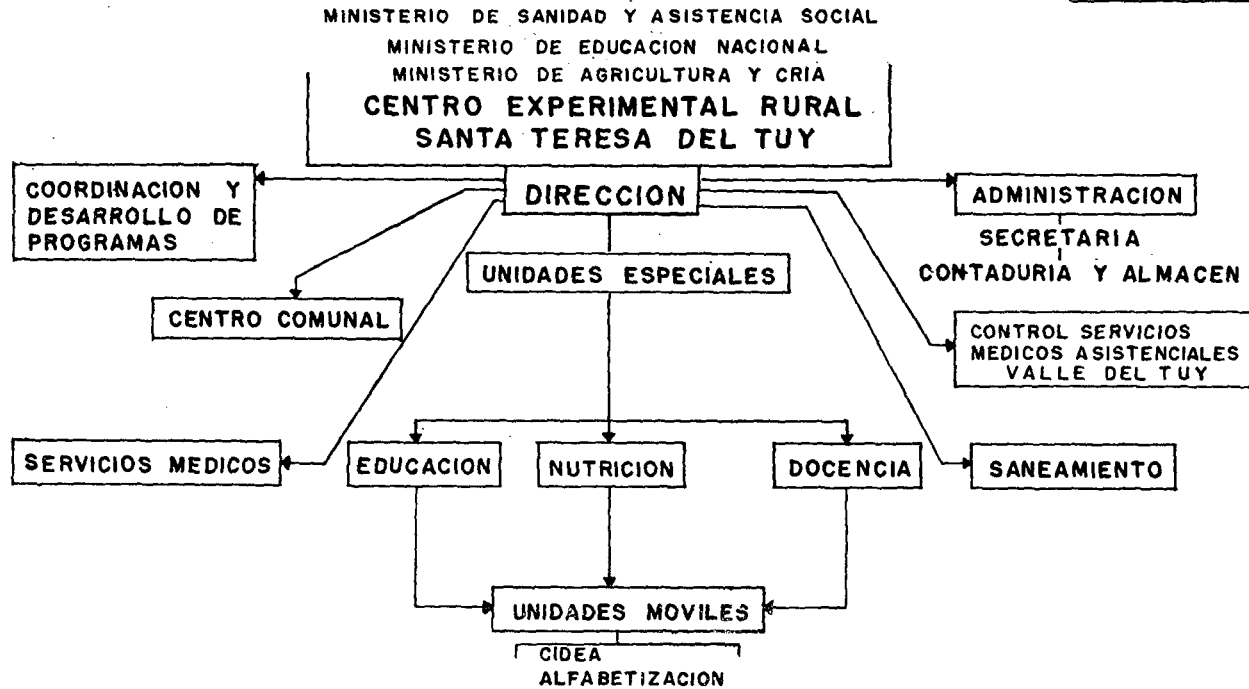 MINISTERIO DE SANIDAD Y ASISTENCIA SOCIAL
MINISTERIO DE EDUCACION NACIONAL
MINISTERIO DE AGRICULTURA Y CRIA
CENTRO EXPERIMENTAL RURAL
SANTA TERESA DEL TUY
DIRECCION
COORDINACION Y
DESARROLLO DE
PROGRAMAS
ADMINISTRACION
SECRETARIA
CONTADURIA Y ALMACEN
UNIDADES ESPECIALES
CENTRO COMUNAL
CONTROL SERVICIOS
MEDICOS ASISTENCIALES
VALLE DEL TUY
SERVICIOS MEDICOS
EDUCACION
NUTRICION
DOCENCIA
SANEAMIENTO
UNIDADES MOVILES
CIDEA
ALFABETIZACION